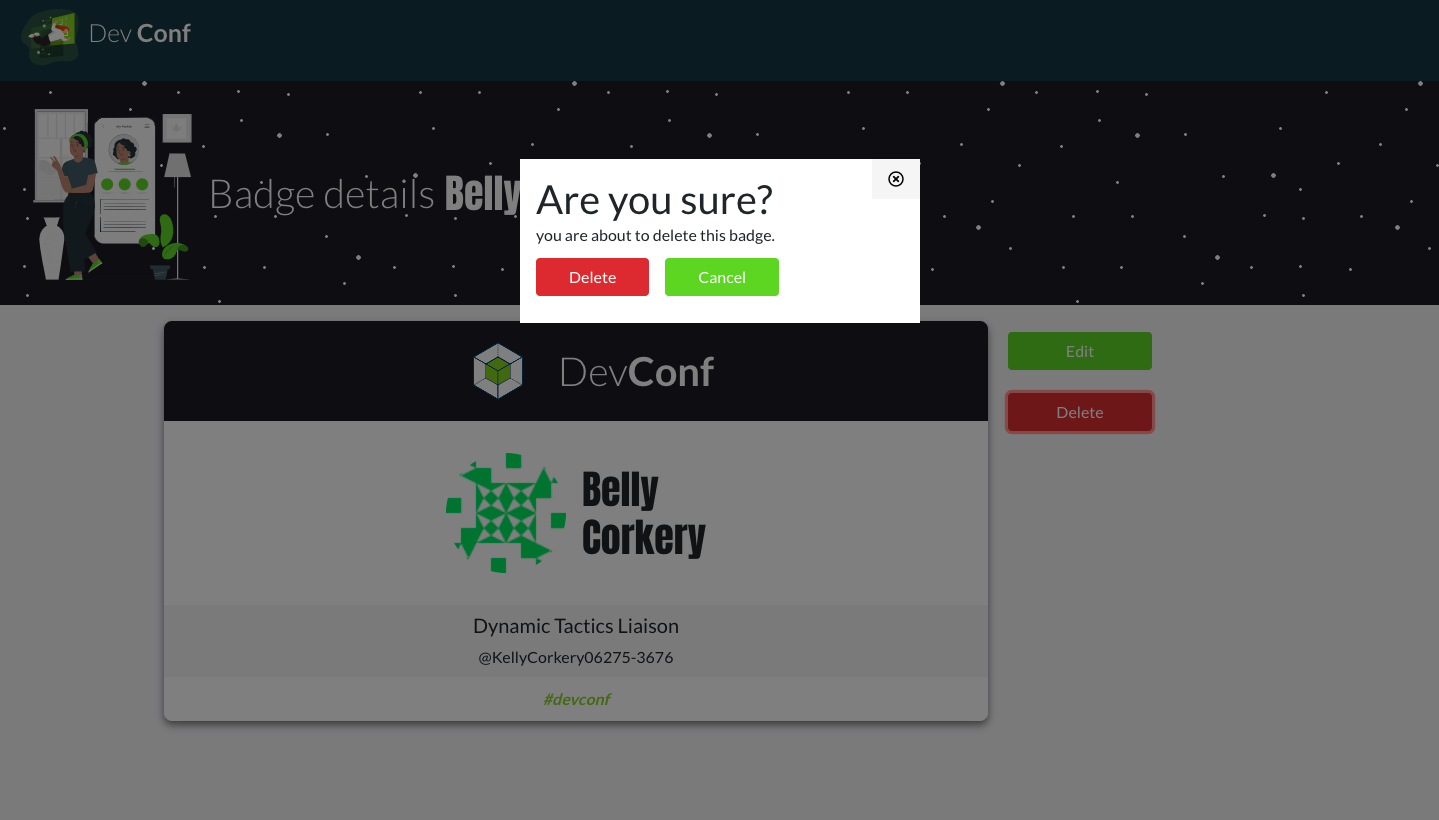 Dev Conf
Badge details Belly
Are you sure?
you are about to delete this badge.
Delete
Cancel
DevConf
Edit
Delete
Belly
Corkery
Dynamic Tactics Liaison
@KellyCorkery06275-3676
#devconf